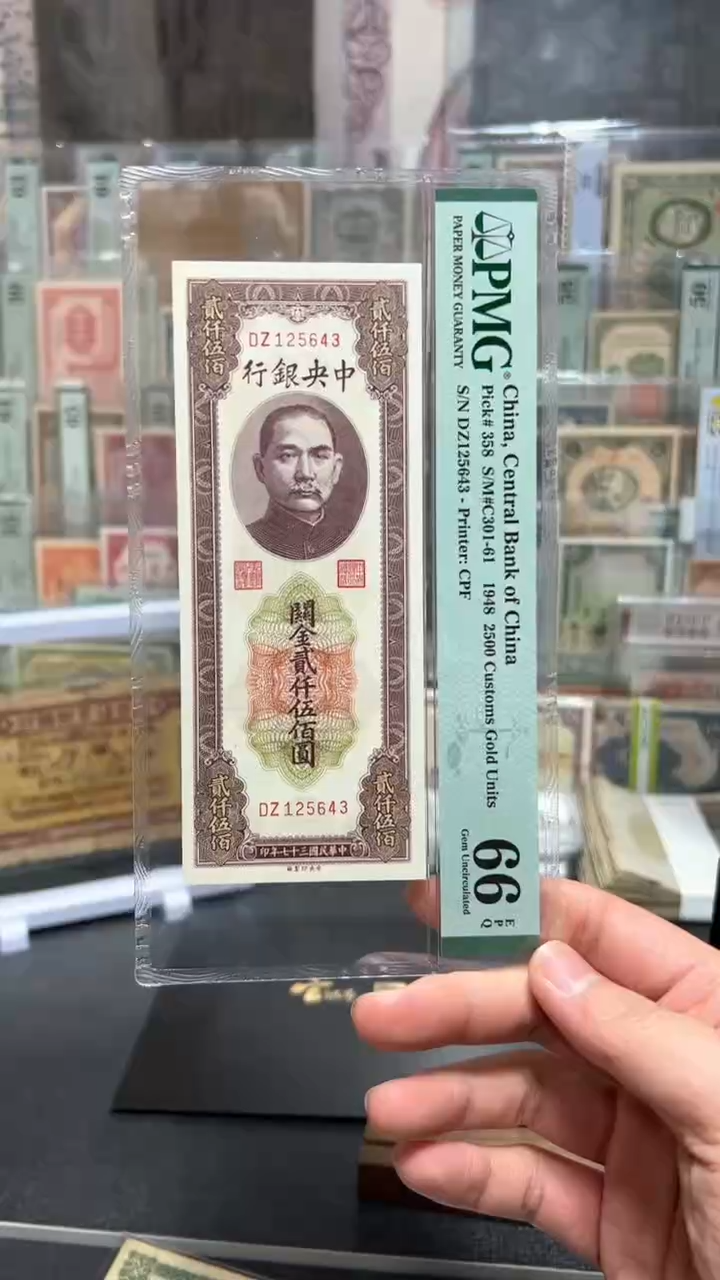 貳仟伍佰
貳仟伍佰
DZ125643
行銀央中
關金貳仟伍佰圓
DZ125643
貳仟伍佰
貳仟伍佰
印年七十三國民華中
PMG®
PAPER MONEY GUARANTY
China, Central Bank of China
Pick# 358 S/M#C301-61 1948 2500 Customs Gold Units
S/N DZ125643 - Printer: CPF
66 EPQ
Gem Uncirculated